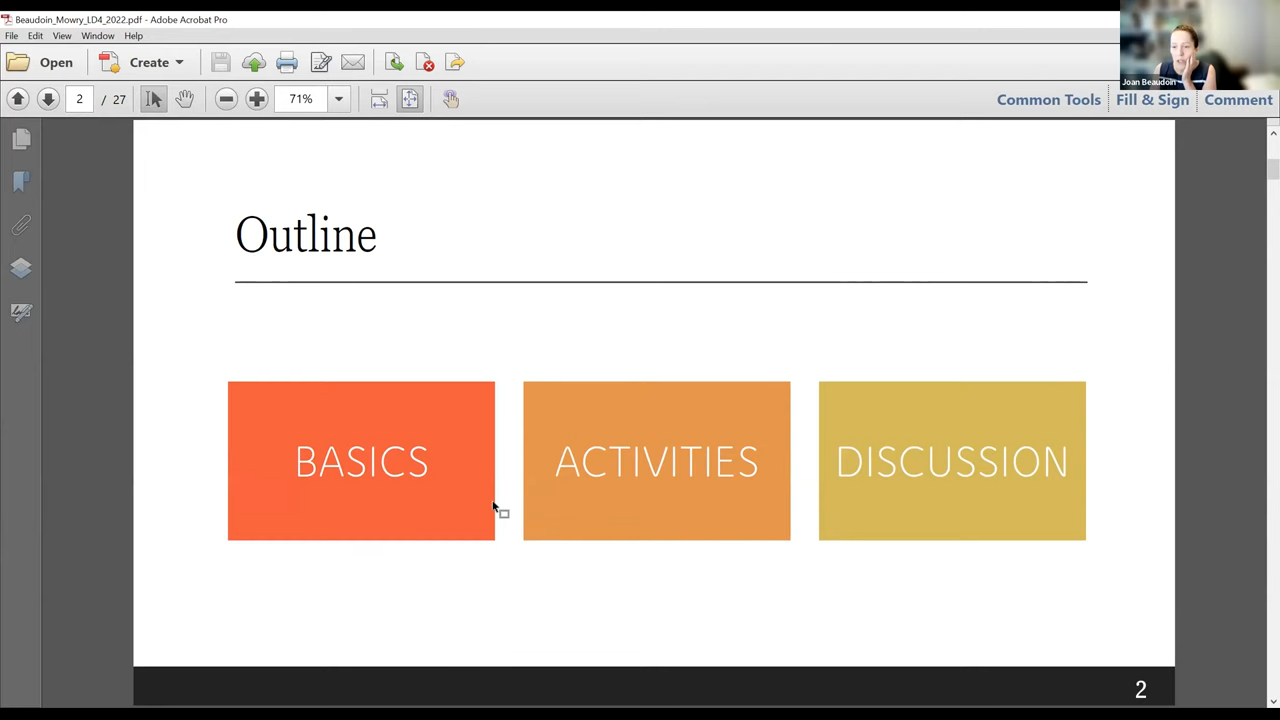 Beaudoin_Mowry_LD4_2022.pdf - Adobe Acrobat Pro
File Edit View Window Help
Open Create
2 / 27 71% Common Tools Fill & Sign Comment
Joan Beaudoin
Outline
BASICS ACTIVITIES DISCUSSION
2